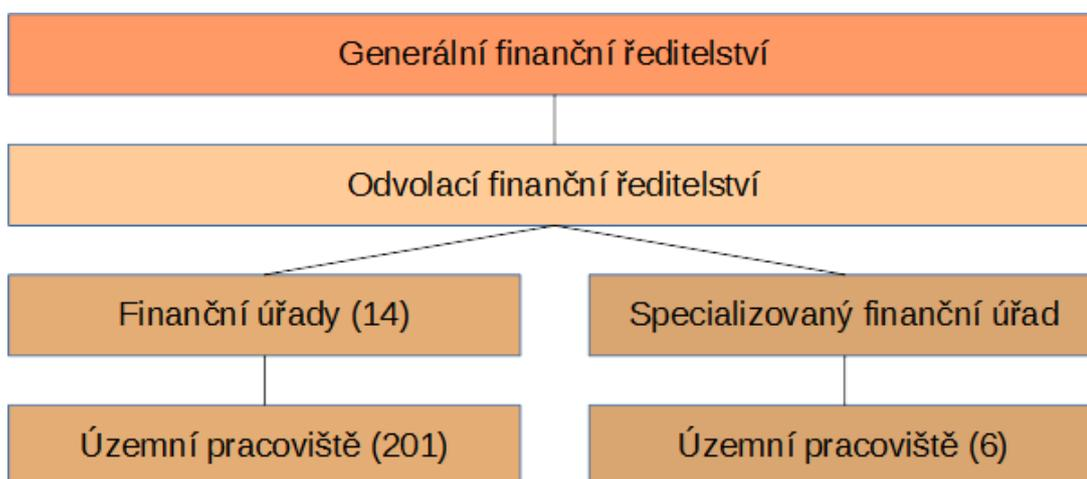 Generální finanční ředitelství
Odvolací finanční ředitelství
Finanční úřady (14)
Specializovaný finanční úřad
Územní pracoviště (201)
Územní pracoviště (6)